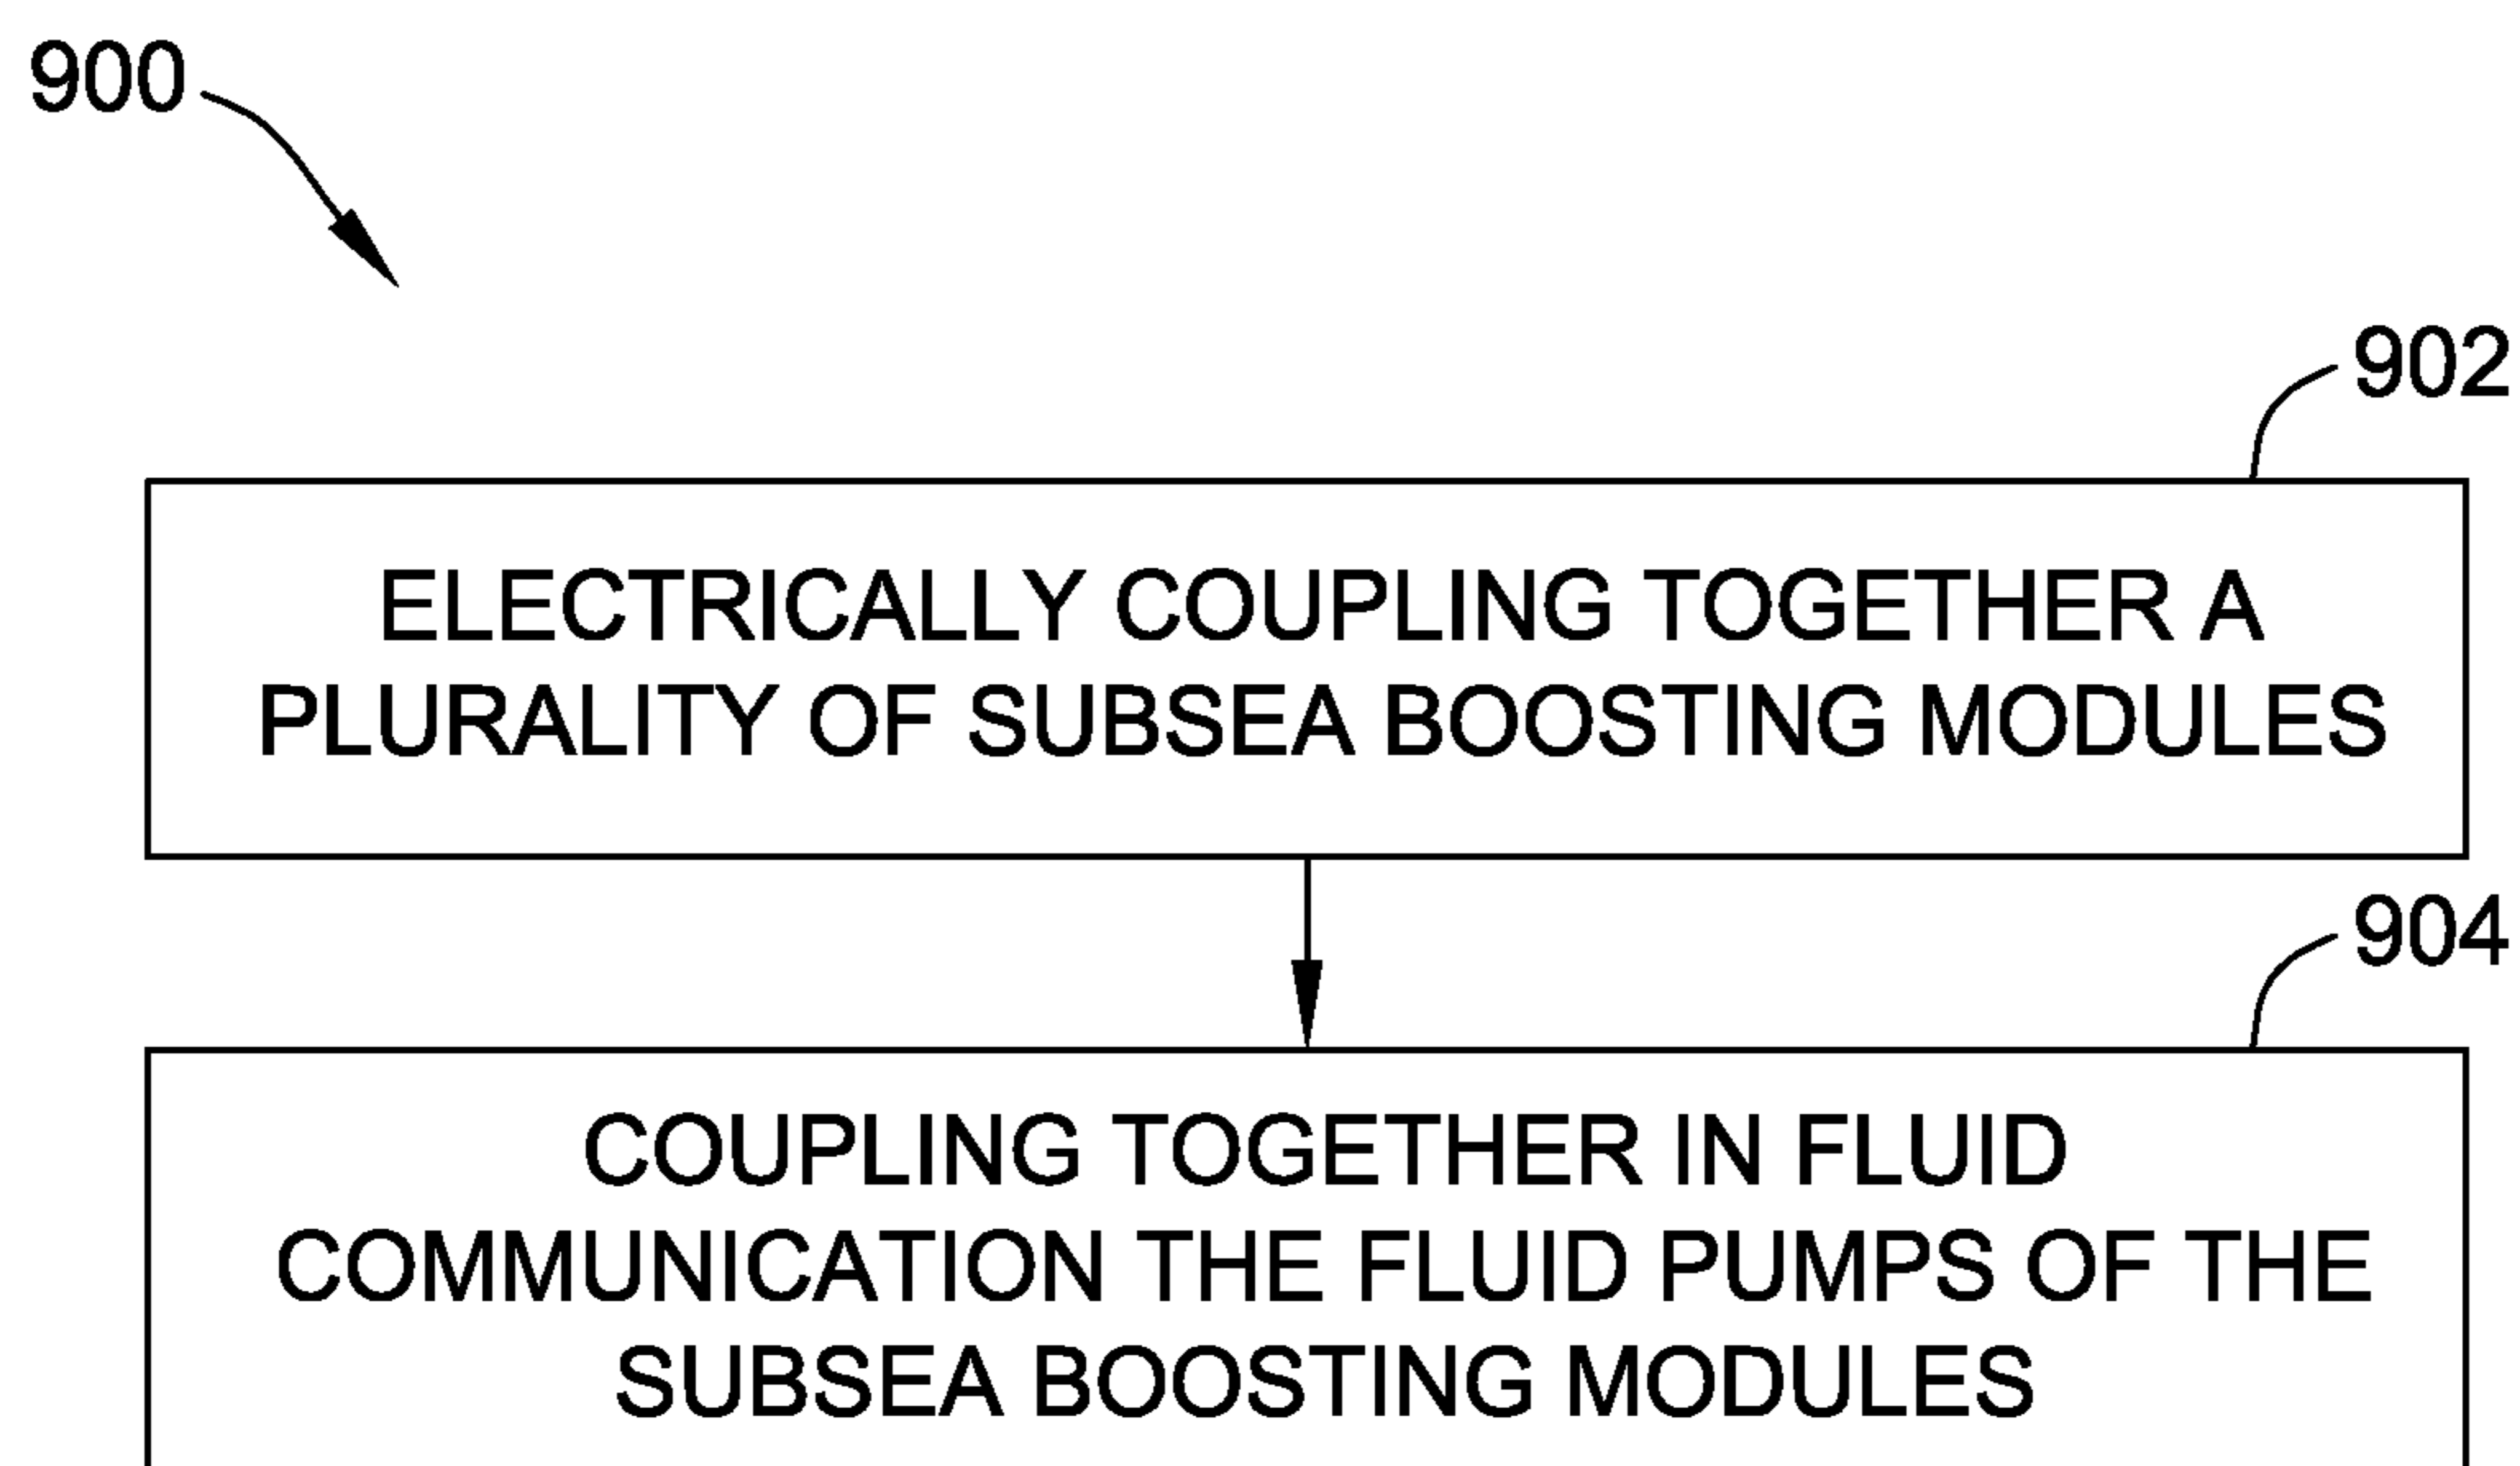 900
902
ELECTRICALLY COUPLING TOGETHER A
PLURALITY OF SUBSEA BOOSTING MODULES
904
COUPLING TOGETHER IN FLUID
COMMUNICATION THE FLUID PUMPS OF THE
SUBSEA BOOSTING MODULES